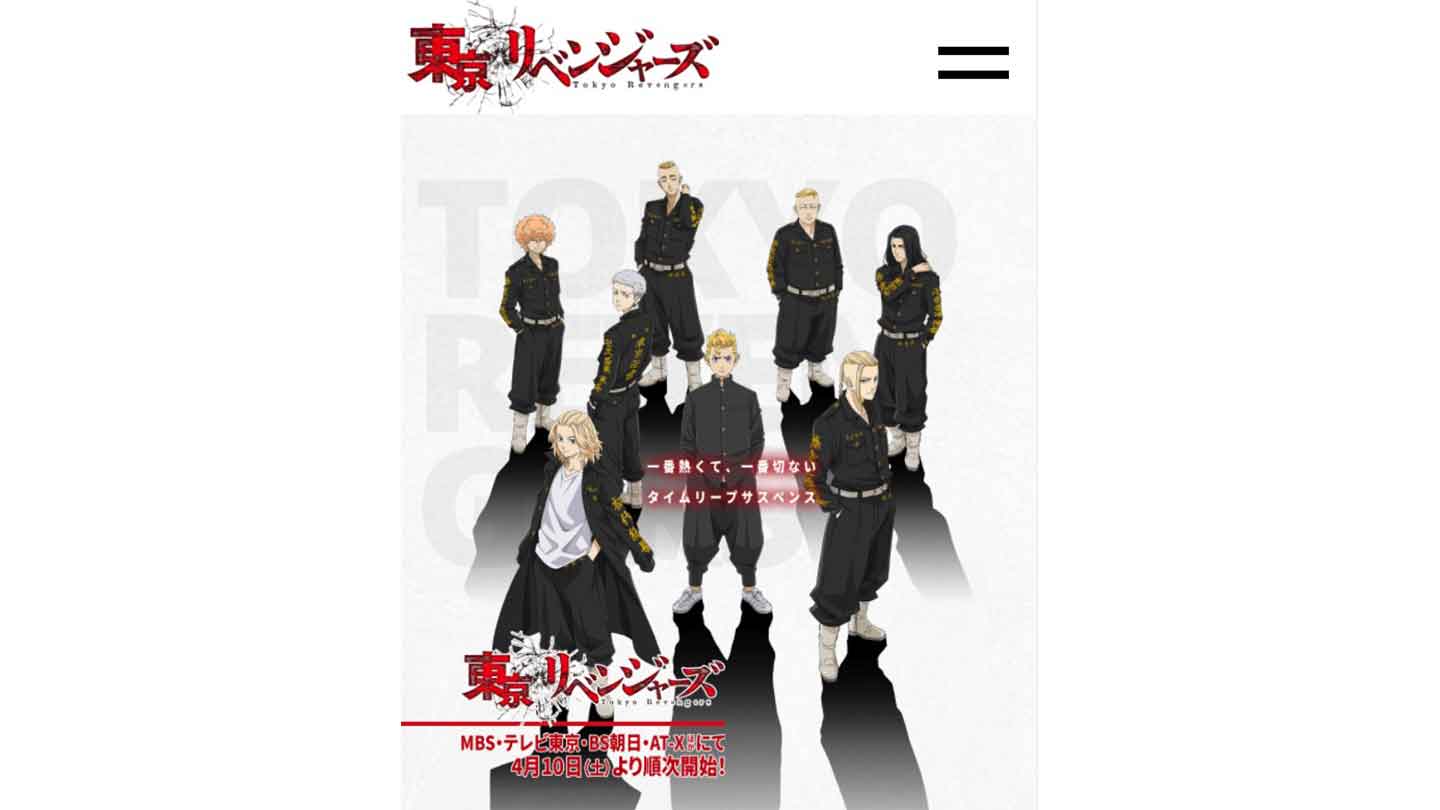 東京リベンジャーズ
Tokyo Revengers
TOKYO
REVEN
GERS
一番熱くて、一番切ない
タイムリープサスペンス
東京リベンジャーズ
Tokyo Revengers
MBS・テレビ東京・BS朝日・AT-Xほかにて
4月10日(土)より順次開始!